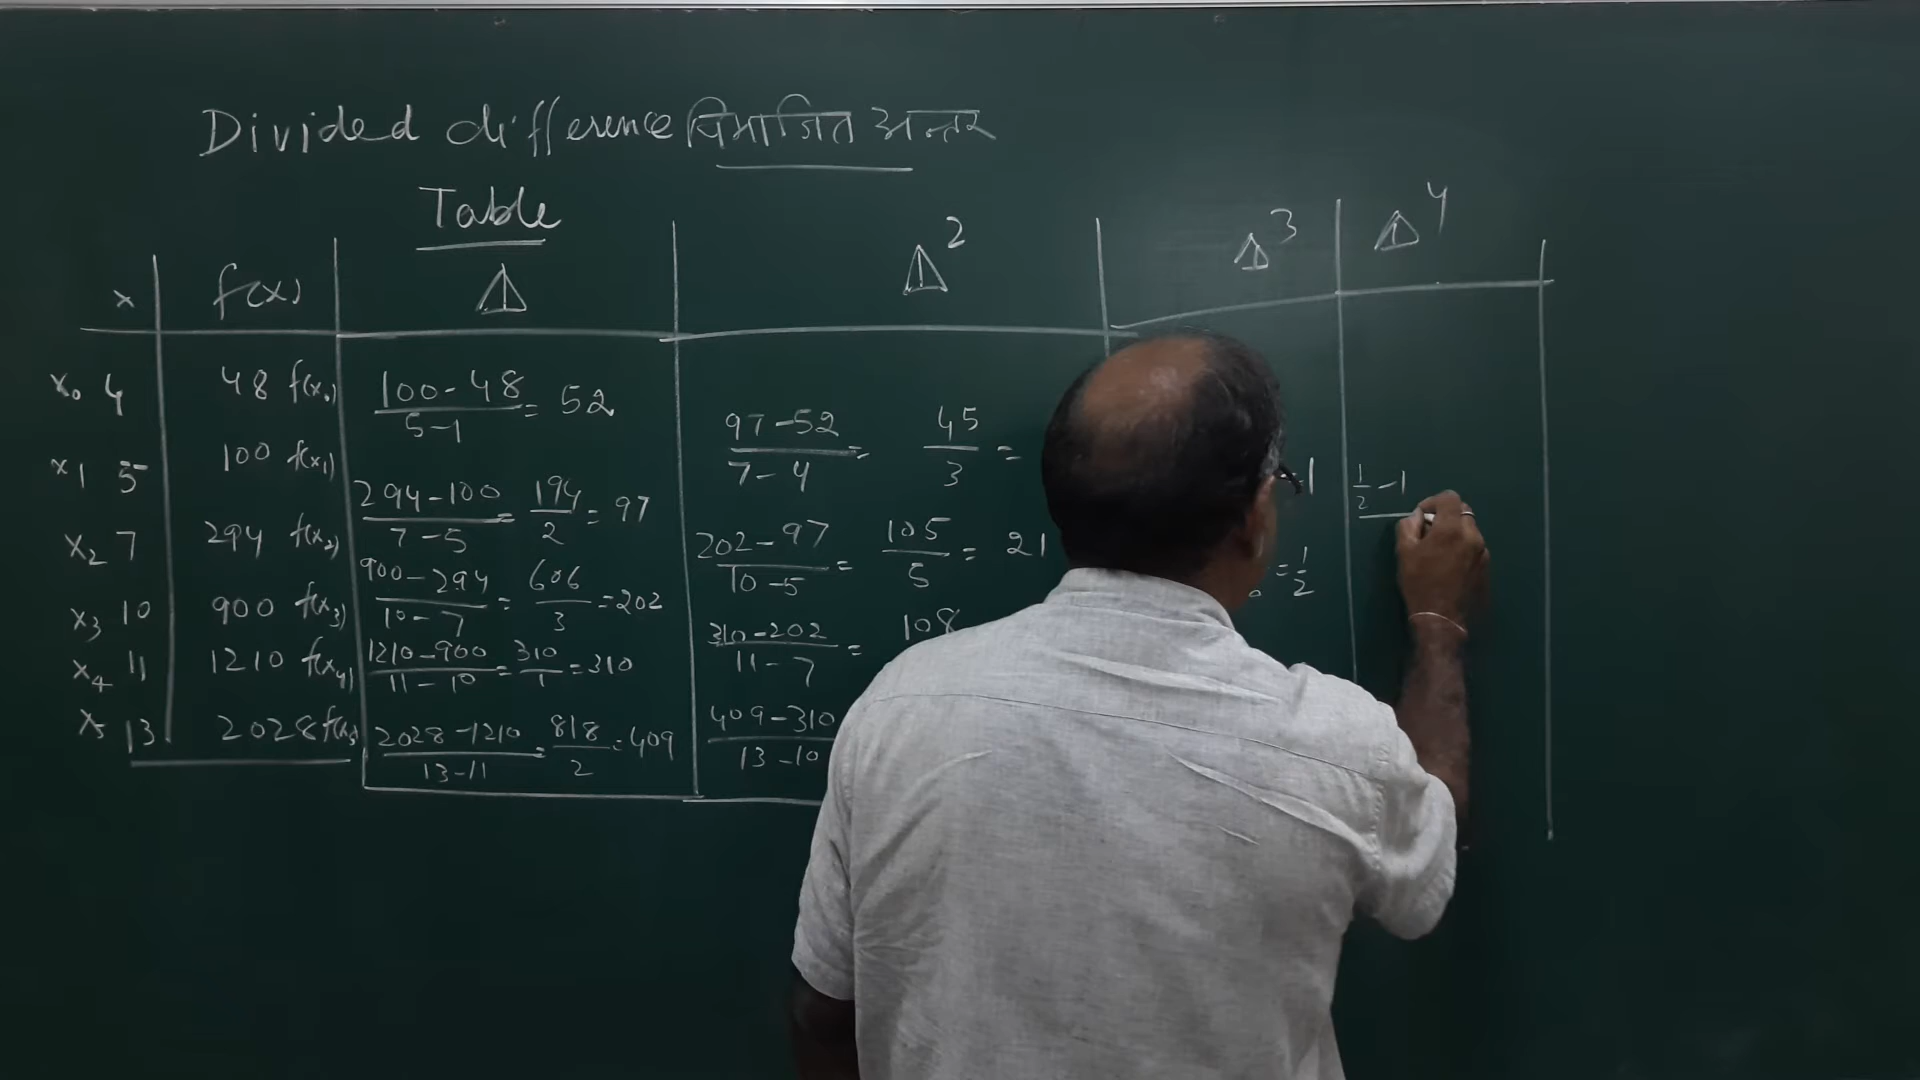 Divided difference विभाजित अन्तर
Table
x f(x) Δ Δ² Δ³ Δ⁴
x₀ 4 48 f(x₀) (100-48)/(5-1) = 52
(97-52)/(7-4) = 45/3 =
x₁ 5 100 f(x₁)
(294-100)/(7-5) = 194/2 = 97
1 (1/2 -1)/
x₂ 7 294 f(x₂)
(202-97)/(10-5) = 105/5 = 21
(900-294)/(10-7) = 606/3 = 202
= 1/2
x₃ 10 900 f(x₃)
(310-202)/(11-7) = 108
x₄ 11 1210 f(x₄) (1210-900)/(11-10) = 310/1 = 310
x₅ 13 2028 f(x₅) (2028-1210)/(13-11) = 818/2 = 409
(409-310)/(13-10)